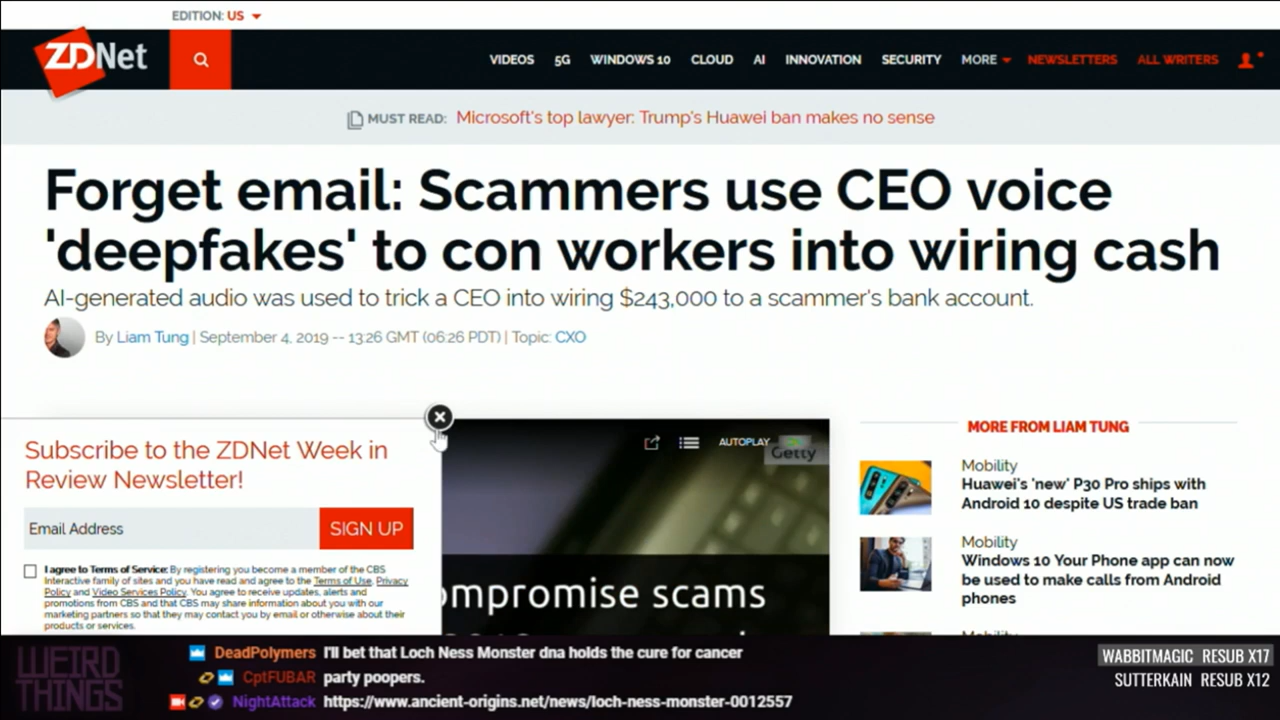 EDITION: US
ZDNet
VIDEOS 5G WINDOWS 10 CLOUD AI INNOVATION SECURITY MORE NEWSLETTERS ALL WRITERS
MUST READ: Microsoft's top lawyer: Trump's Huawei ban makes no sense
Forget email: Scammers use CEO voice
'deepfakes' to con workers into wiring cash
AI-generated audio was used to trick a CEO into wiring $243,000 to a scammer's bank account.
By Liam Tung | September 4, 2019 -- 13:26 GMT (06:26 PDT) | Topic: CXO
Subscribe to the ZDNet Week in
Review Newsletter!
Email Address
SIGN UP
I agree to Terms of Service: By registering you become a member of the CBS
Interactive family of sites and you have read and agree to the Terms of Use, Privacy
Policy and Video Services Policy. You agree to receive updates, alerts and
promotions from CBS and that CBS may share information about you with our
marketing partners so that they may contact you by email or otherwise about their
products or services.
AUTOPLAY
Getty
ompromise scams
MORE FROM LIAM TUNG
Mobility
Huawei's 'new' P30 Pro ships with
Android 10 despite US trade ban
Mobility
Windows 10 Your Phone app can now
be used to make calls from Android
phones
Mobility
WEIRD
THINGS
DeadPolymers I'll bet that Loch Ness Monster dna holds the cure for cancer
CptFUBAR party poopers.
NightAttack https://www.ancient-origins.net/news/loch-ness-monster-0012557
WABBITMAGIC RESUB X17
SUTTERKAIN RESUB X12